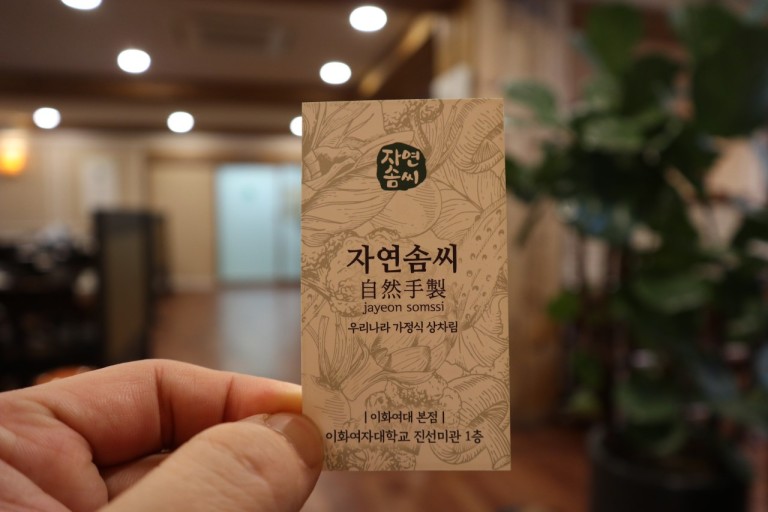 자연
솜씨
자연솜씨
自然手製
jayeon somssi
우리나라 가정식 상차림
| 이화여대 본점 |
이화여자대학교 진선미관 1층